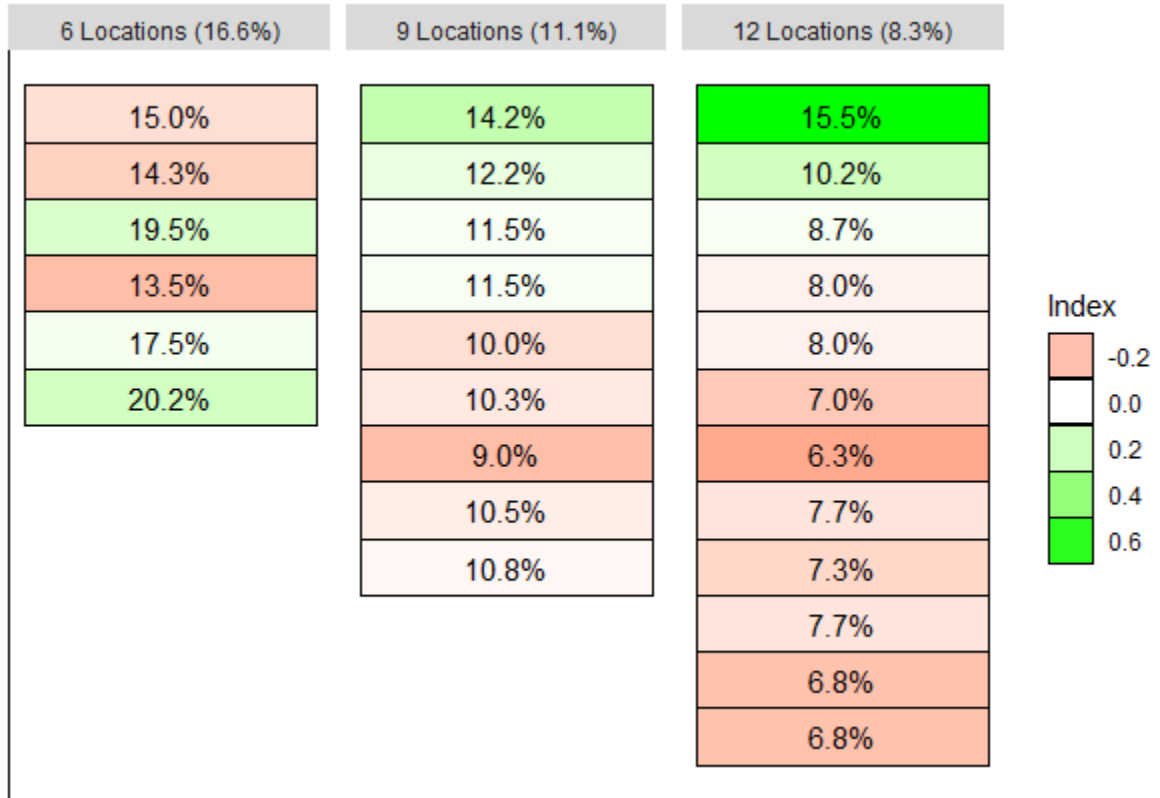 6 Locations (16.6%) 9 Locations (11.1%) 12 Locations (8.3%)
15.0% 14.2% 15.5%
14.3% 12.2% 10.2%
19.5% 11.5% 8.7%
13.5% 11.5% 8.0%
17.5% 10.0% 8.0%
20.2% 10.3% 7.0%
9.0% 6.3%
10.5% 7.7%
10.8% 7.3%
7.7%
6.8%
6.8%
Index
-0.2
0.0
0.2
0.4
0.6